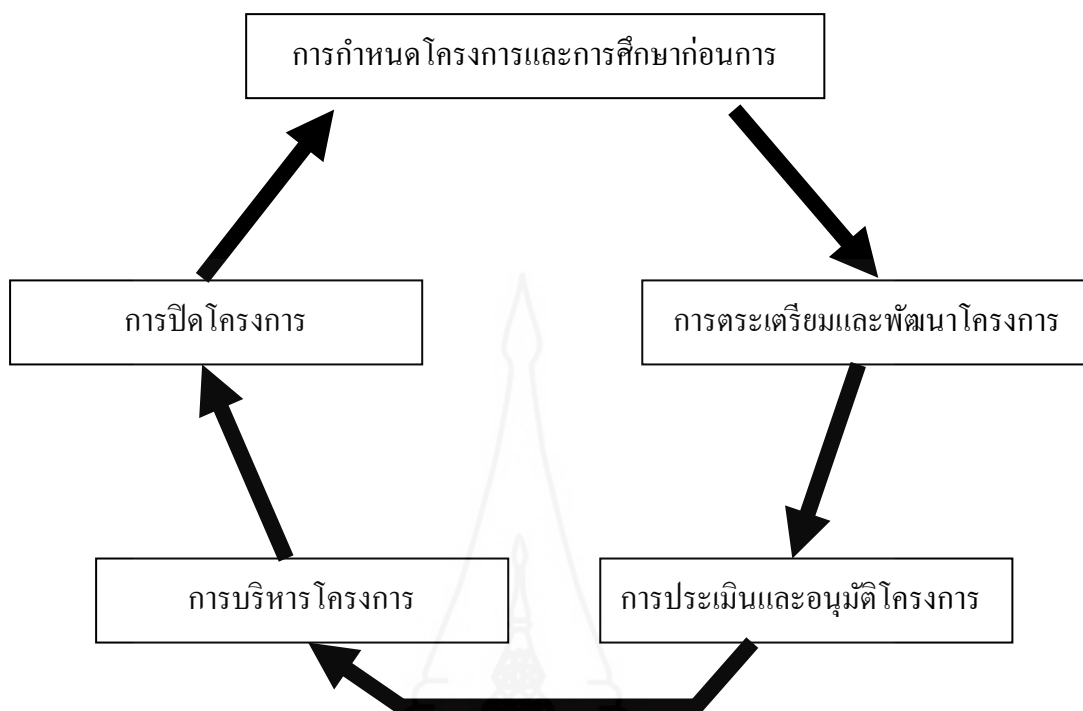 การกำหนดโครงการและการศึกษาก่อนการ
การปิดโครงการ
การตระเตรียมและพัฒนาโครงการ
การบริหารโครงการ
การประเมินและอนุมัติโครงการ